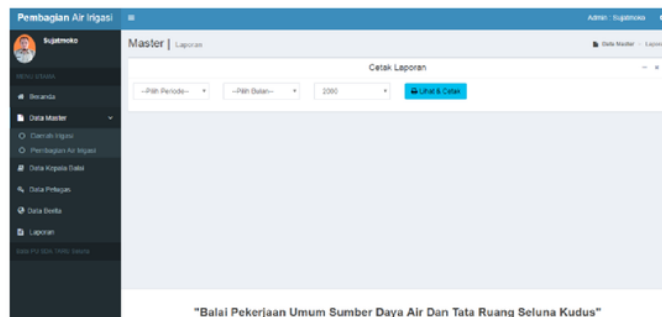 Pembagian Air Irigasi
Admin : Sujatmoko
Sujatmoko
Master | Laporan
Data Master
Cetak Laporan
MENU UTAMA
--Pilih Periode--
--Pilih Bulan--
2000
Lihat & Cetak
Beranda
Data Master
Daerah Irigasi
Pembagian Air Irigasi
Data Kepala Balai
Data Petugas
Data Berita
Laporan
"Balai Pekerjaan Umum Sumber Daya Air Dan Tata Ruang Seluna Kudus"